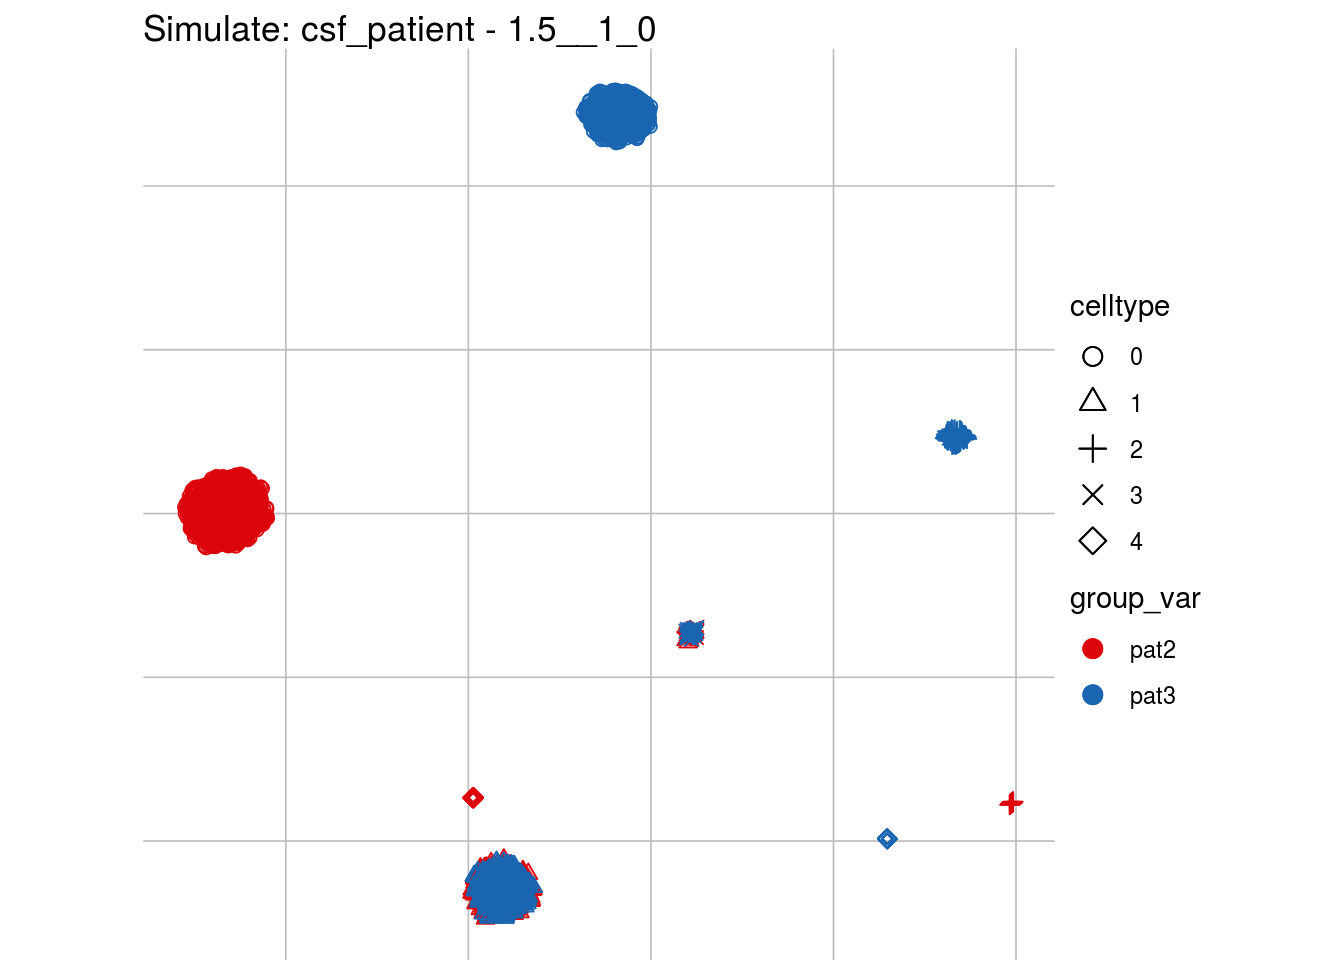 Simulate: csf_patient - 1.5__1_0
celltype
0
1
2
3
4
group_var
pat2
pat3